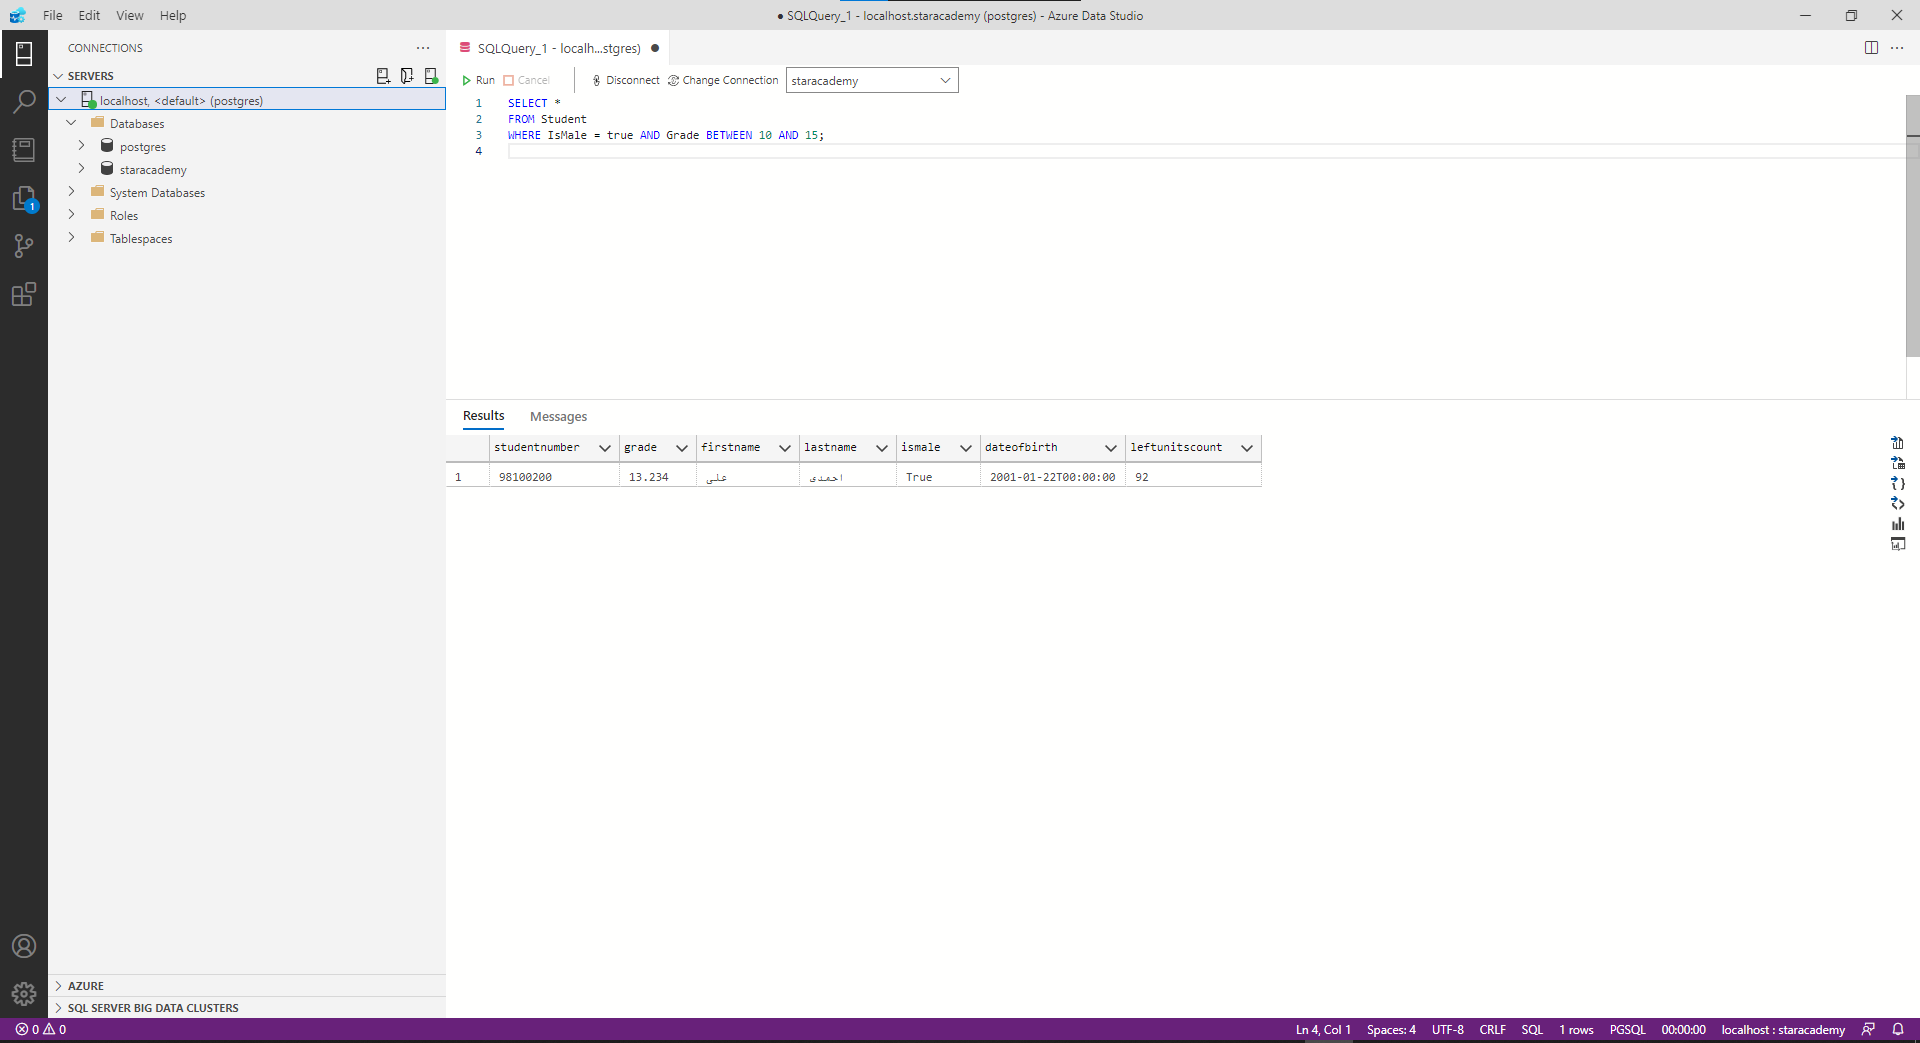 File Edit View Help
● SQLQuery_1 - localhost.staracademy (postgres) - Azure Data Studio
CONNECTIONS
SERVERS
localhost, <default> (postgres)
Databases
postgres
staracademy
System Databases
Roles
Tablespaces
1
AZURE
SQL SERVER BIG DATA CLUSTERS
SQLQuery_1 - localh...stgres) ●
Run Cancel Disconnect Change Connection staracademy
1 SELECT *
2 FROM Student
3 WHERE IsMale = true AND Grade BETWEEN 10 AND 15;
4
Results Messages
studentnumber grade firstname lastname ismale dateofbirth leftunitscount
1 98100200 13.234 علی احمدی True 2001-01-22T00:00:00 92
0 0 Ln 4, Col 1 Spaces: 4 UTF-8 CRLF SQL 1 rows PGSQL 00:00:00 localhost : staracademy